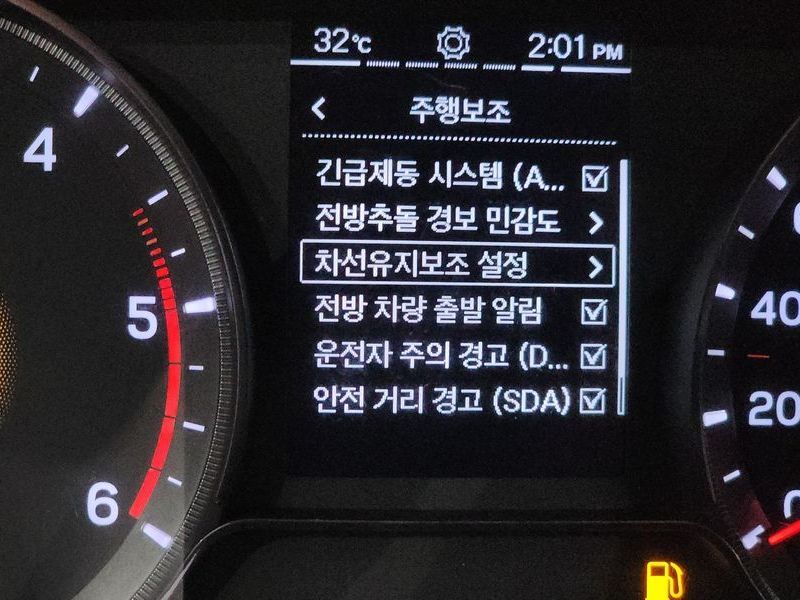 32℃ 2:01 PM
주행보조
긴급제동 시스템 (A...
전방추돌 경보 민감도
차선유지보조 설정
전방 차량 출발 알림
운전자 주의 경고 (D...
안전 거리 경고 (SDA)
4
5
6
40
20
0